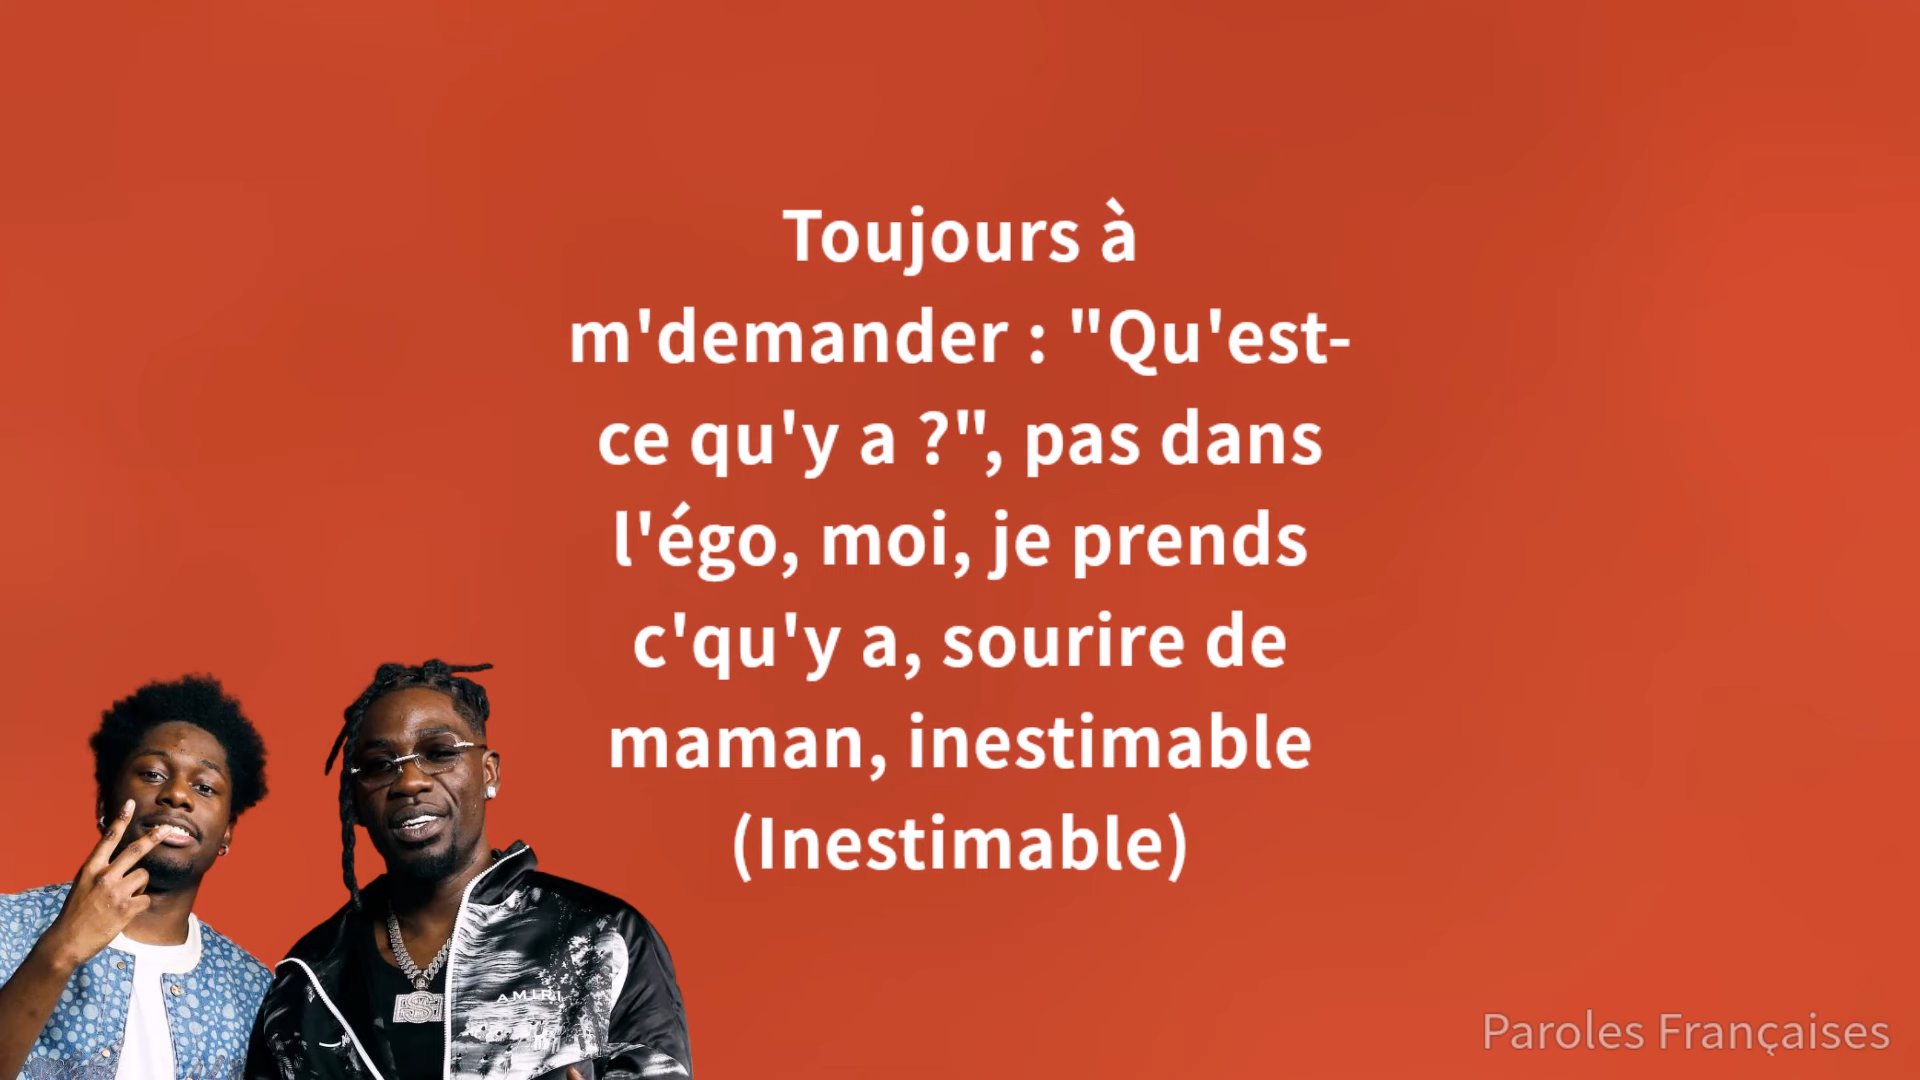 Toujours à
m'demander : "Qu'est-
ce qu'y a ?", pas dans
l'égo, moi, je prends
c'qu'y a, sourire de
maman, inestimable
(Inestimable)
AMIRI
Paroles Françaises